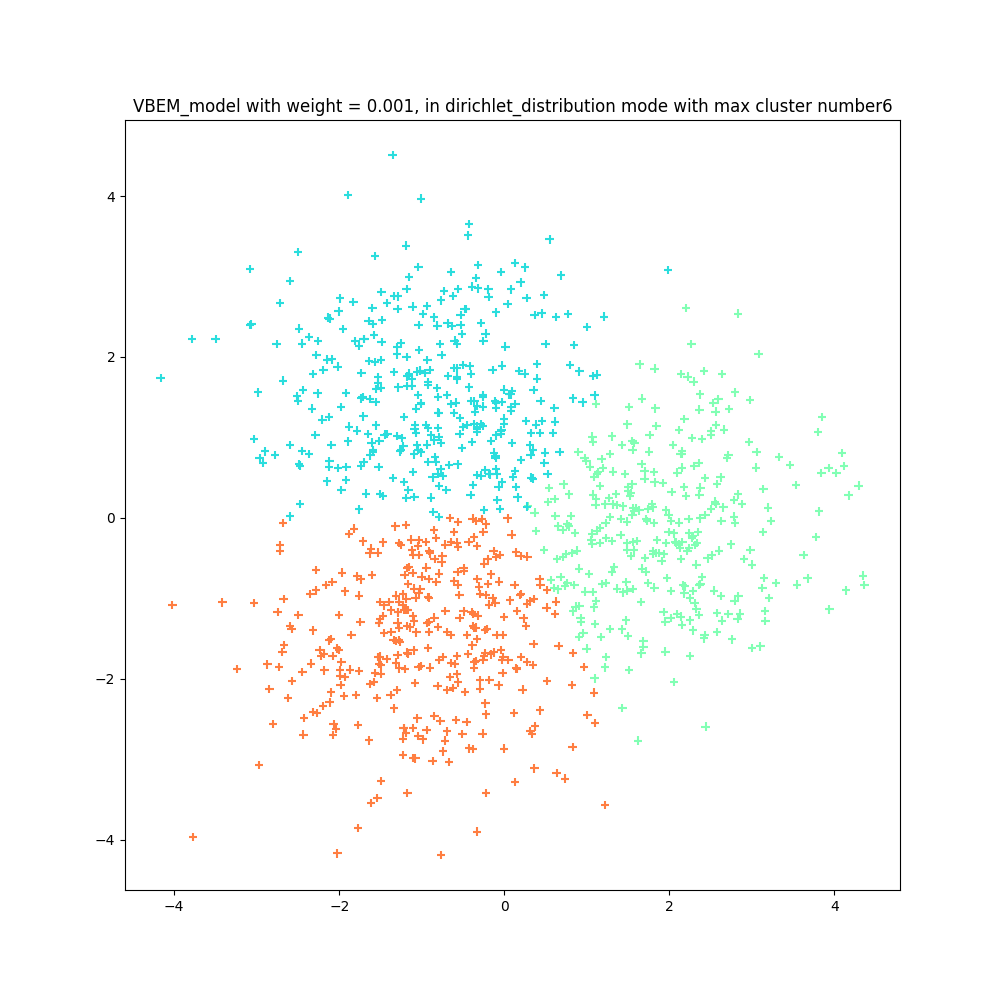 VBEM_model with weight = 0.001, in dirichlet_distribution mode with max cluster number6
4
2
0
−2
−4
−4 −2 0 2 4